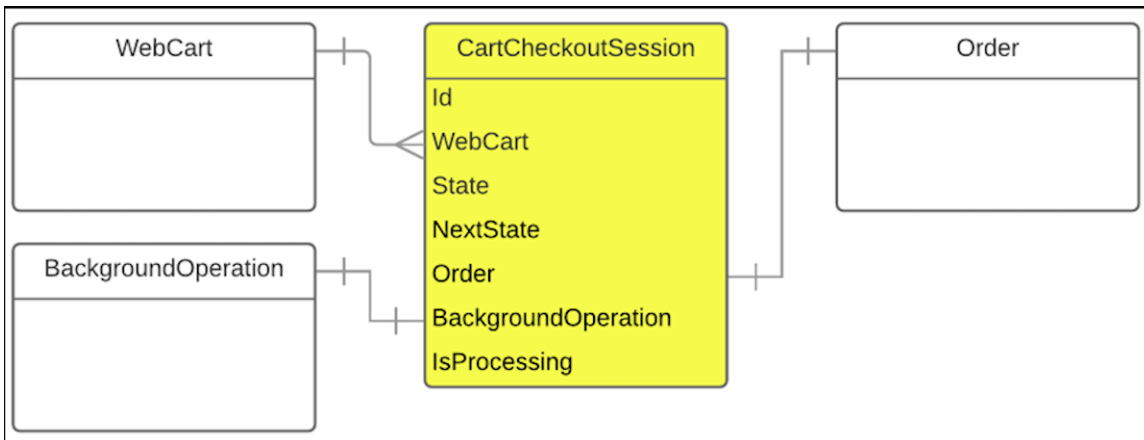 WebCart
CartCheckoutSession
Id
WebCart
State
NextState
Order
BackgroundOperation
IsProcessing
Order
BackgroundOperation